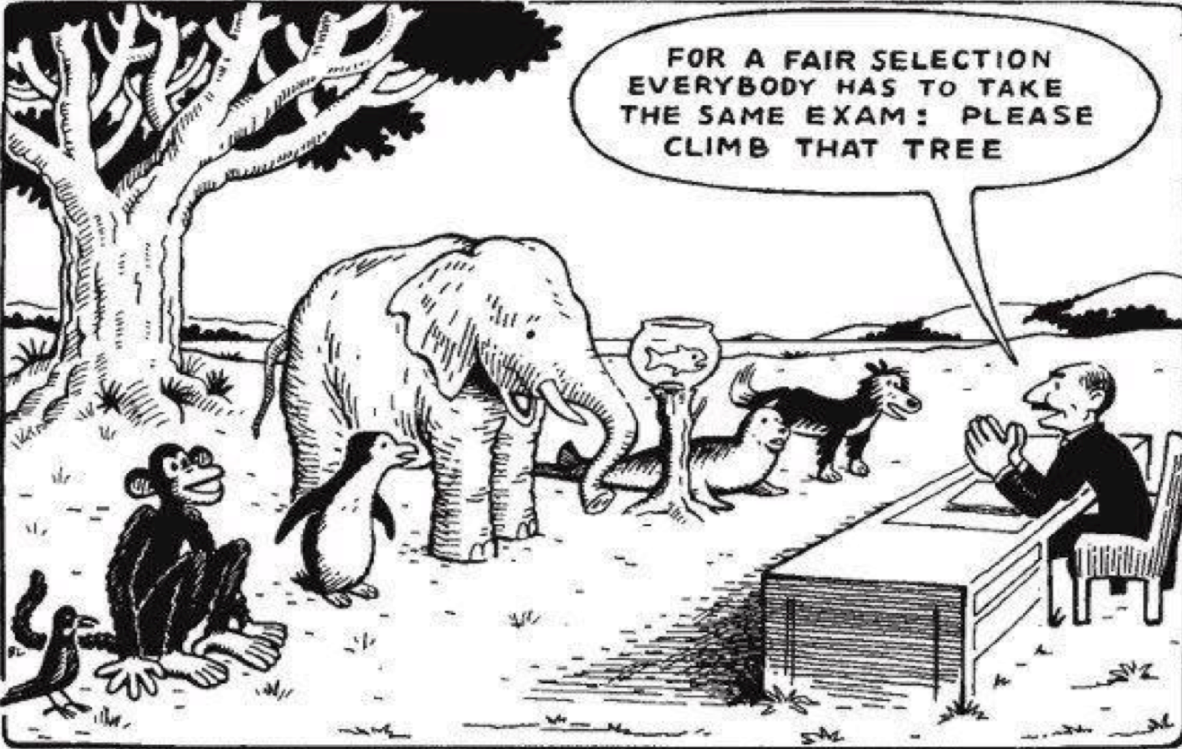 FOR A FAIR SELECTION
EVERYBODY HAS TO TAKE
THE SAME EXAM: PLEASE
CLIMB THAT TREE